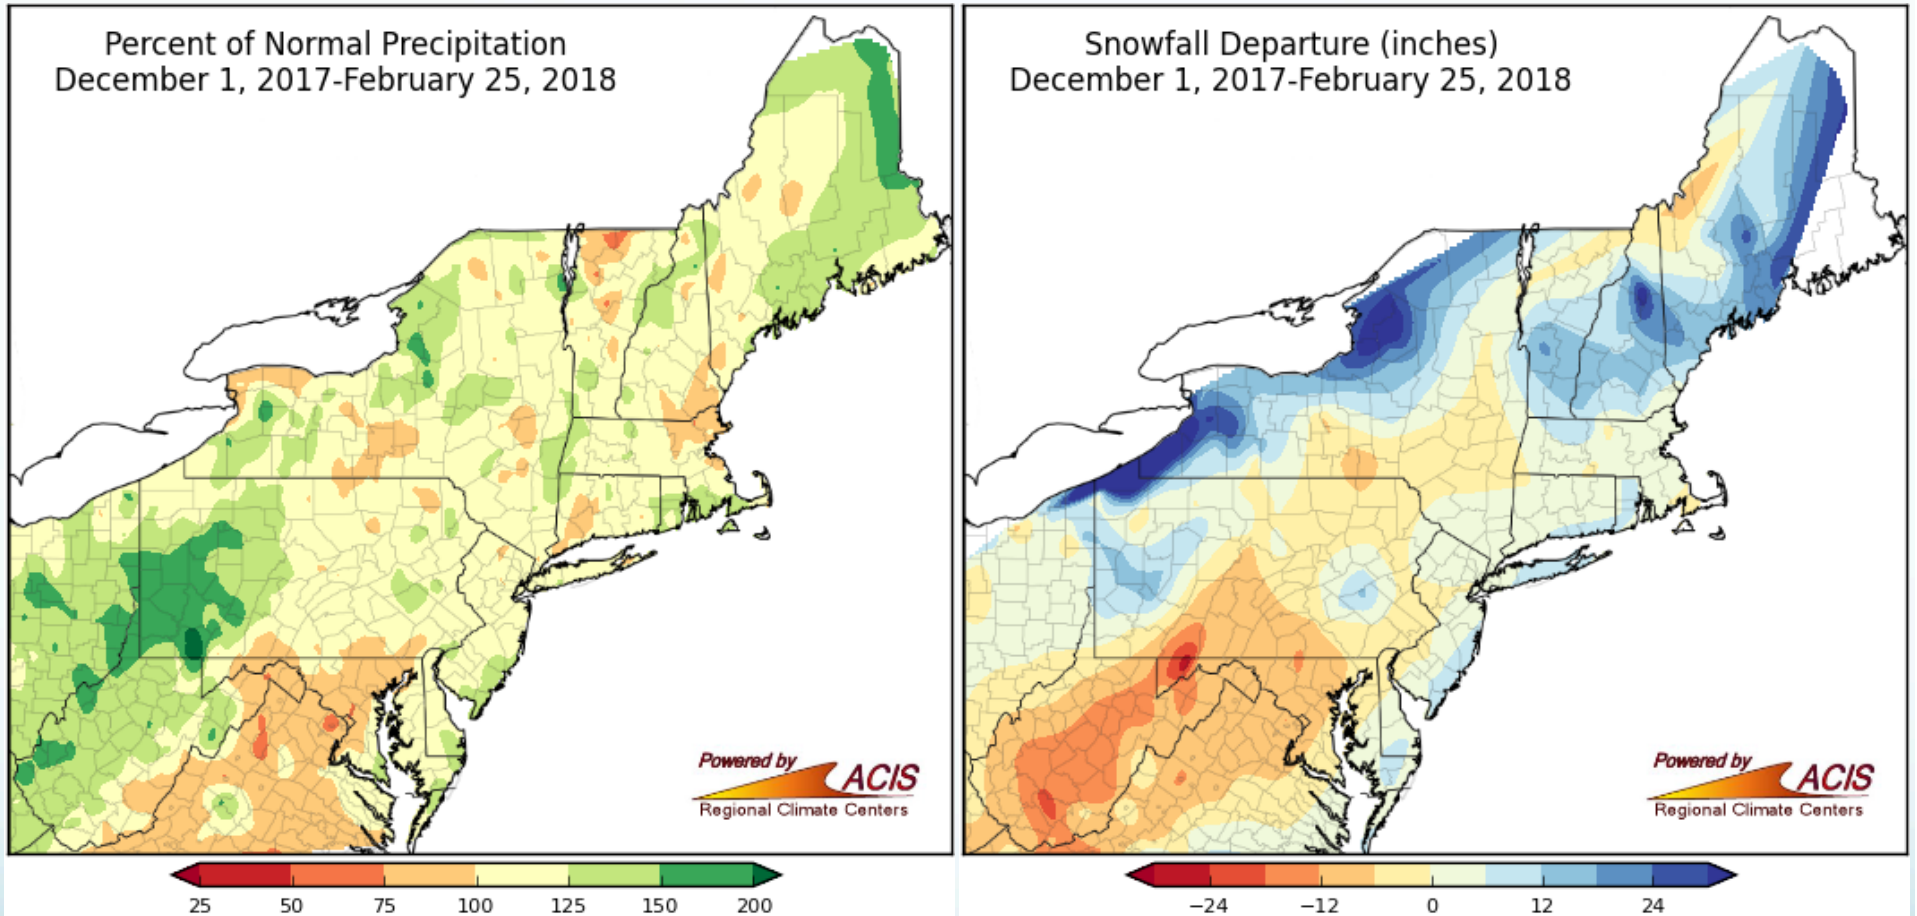 Percent of Normal Precipitation
December 1, 2017-February 25, 2018
Powered by
ACIS
Regional Climate Centers
25 50 75 100 125 150 200
Snowfall Departure (inches)
December 1, 2017-February 25, 2018
Powered by
ACIS
Regional Climate Centers
−24 −12 0 12 24